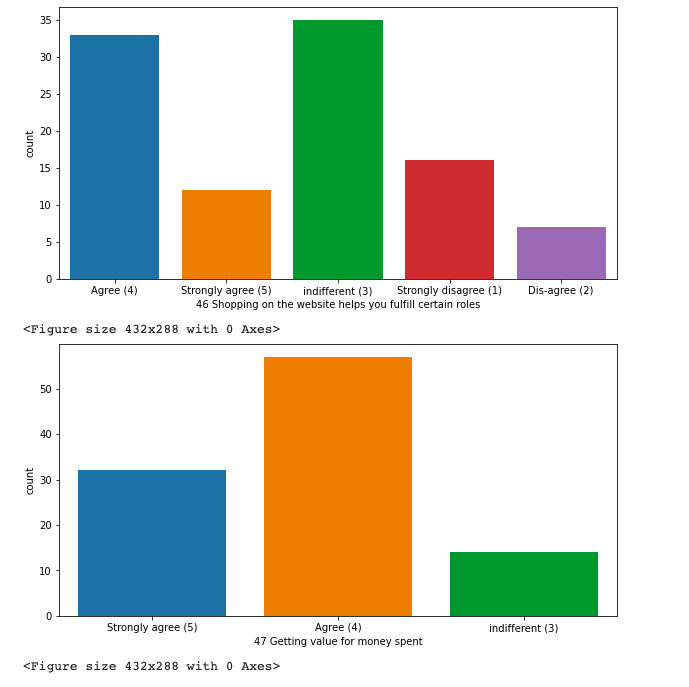 35
30
25
20
15
10
5
0
count
Agree (4) Strongly agree (5) indifferent (3) Strongly disagree (1) Dis-agree (2)
46 Shopping on the website helps you fulfill certain roles
<Figure size 432x288 with 0 Axes>
50
40
30
20
10
0
count
Strongly agree (5) Agree (4) indifferent (3)
47 Getting value for money spent
<Figure size 432x288 with 0 Axes>